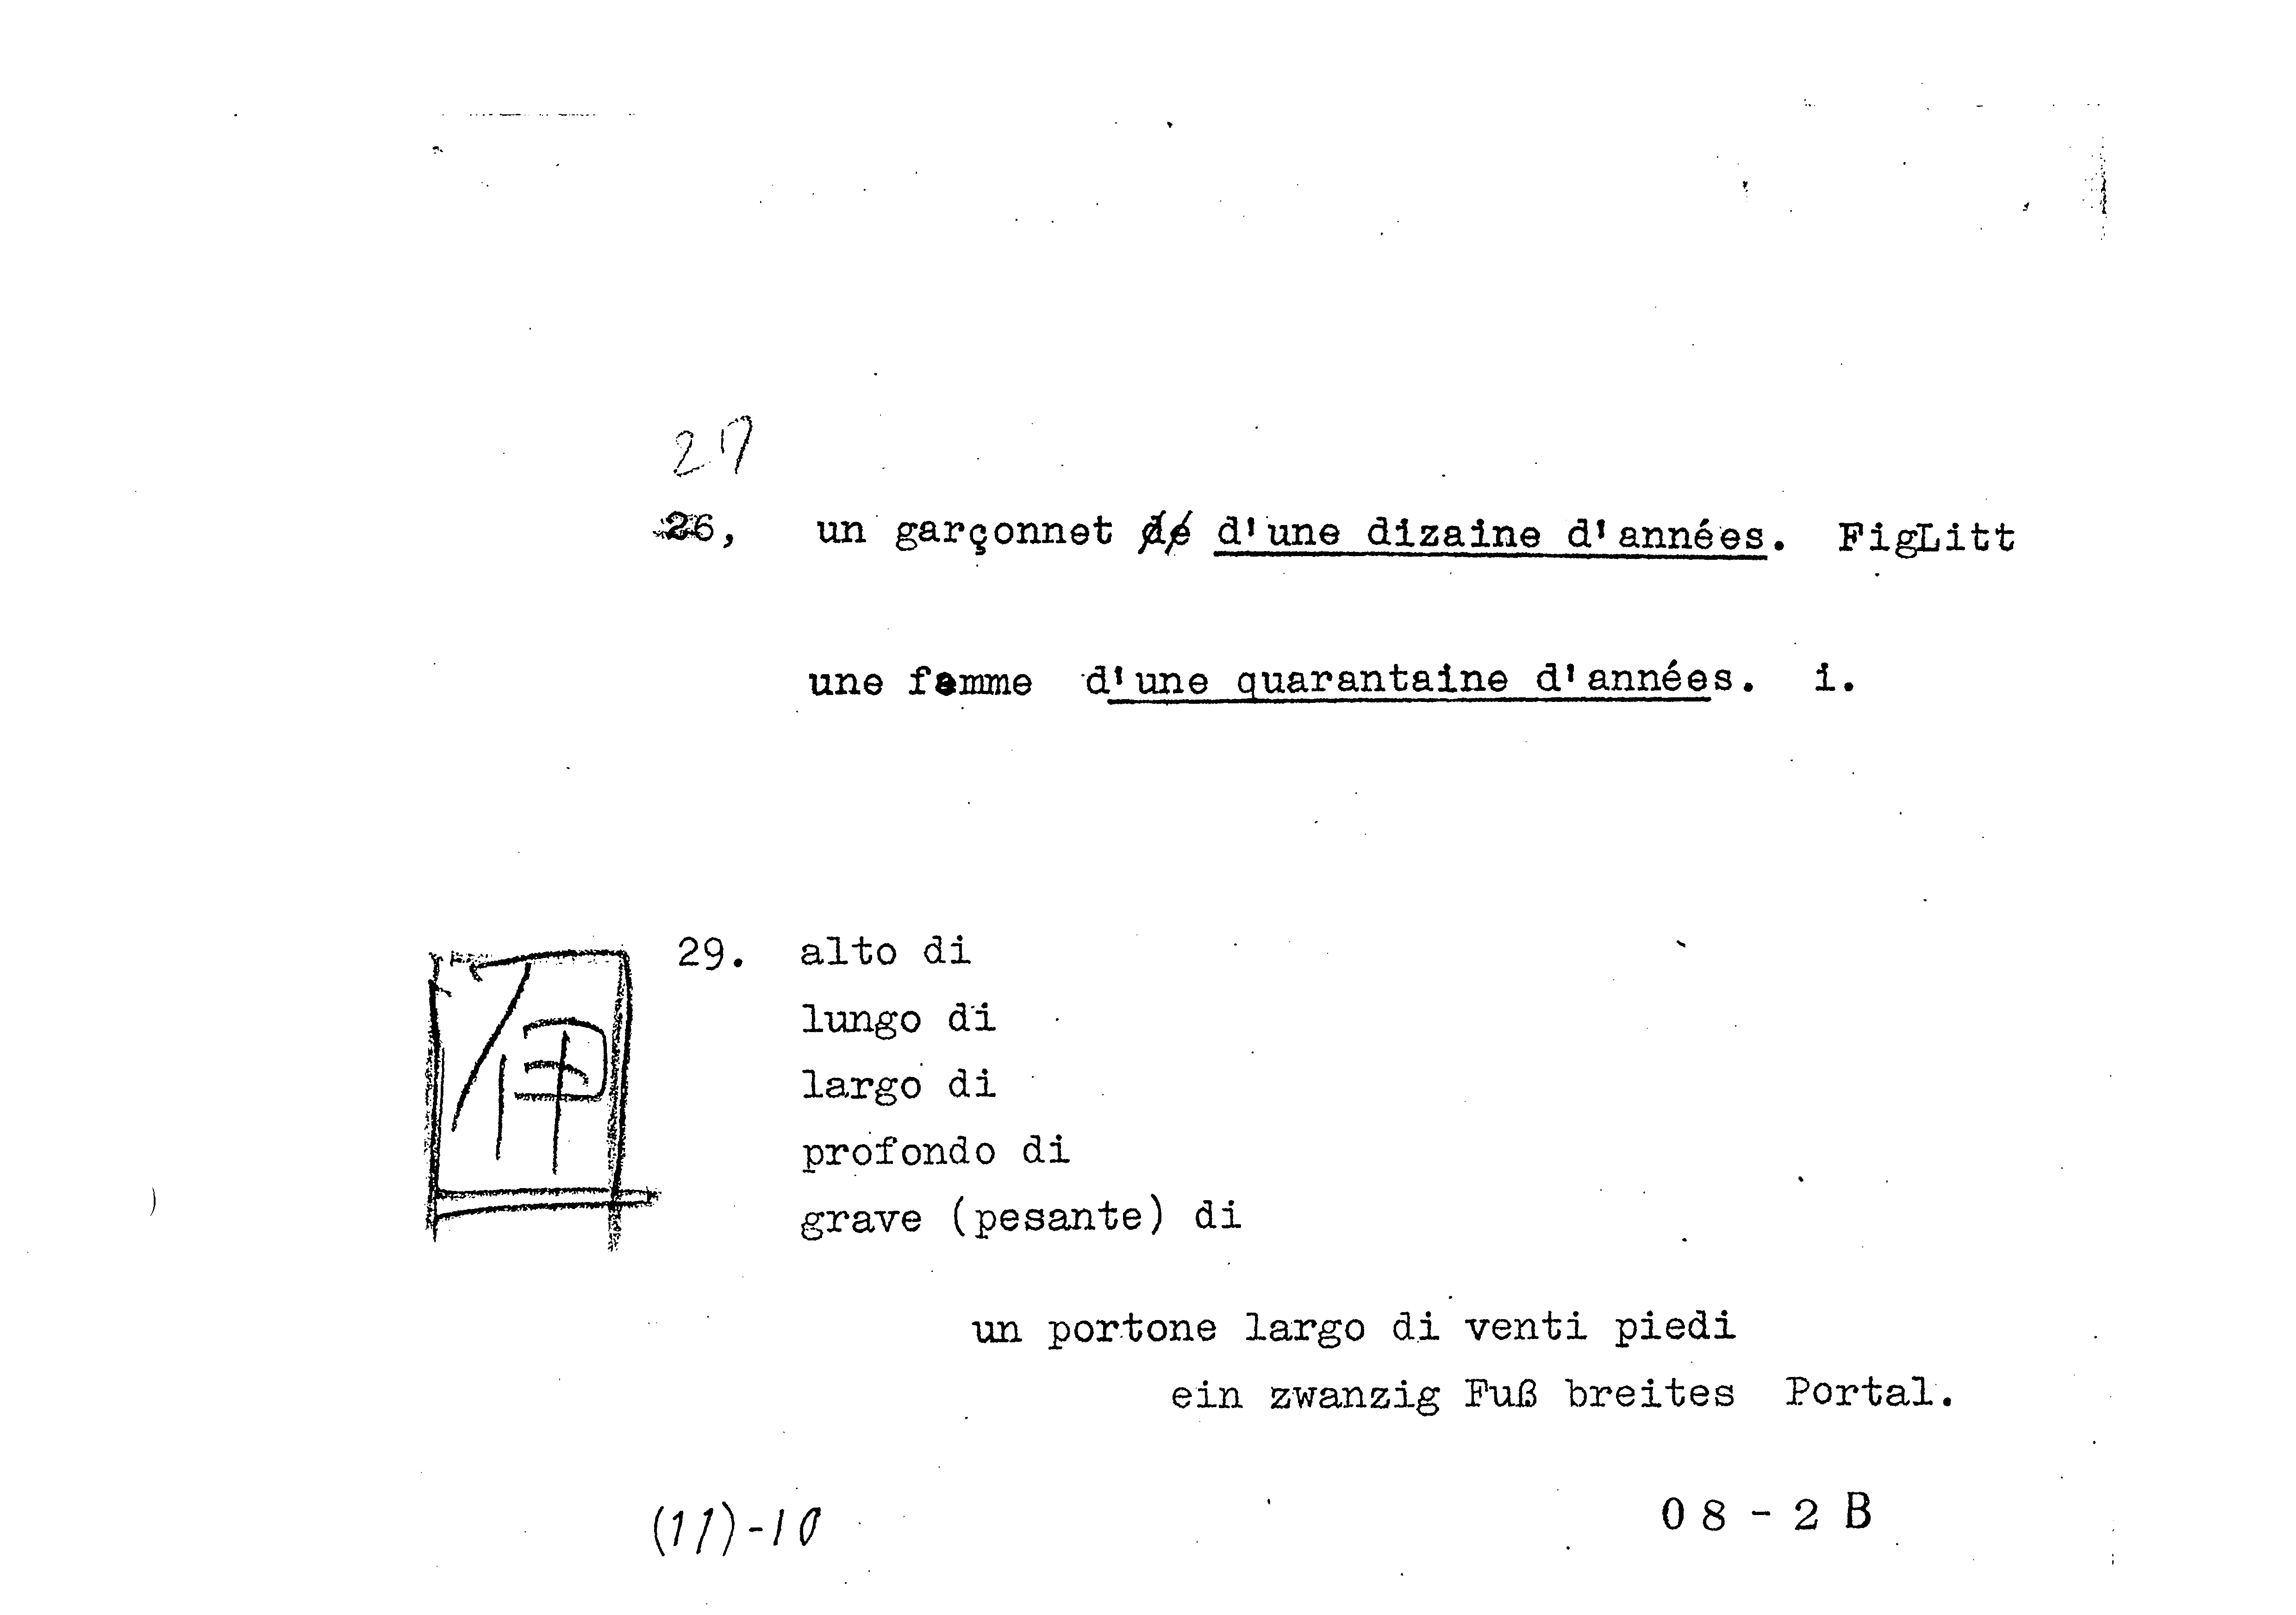 27
26, un garçonnet de d'une dizaine d'années. FigLitt
une femme d'une quarantaine d'années. i.
29. alto di
lungo di
largo di
profondo di
grave (pesante) di
伊
un portone largo di venti piedi
ein zwanzig Fuß breites Portal.
(11)-10
08-2B